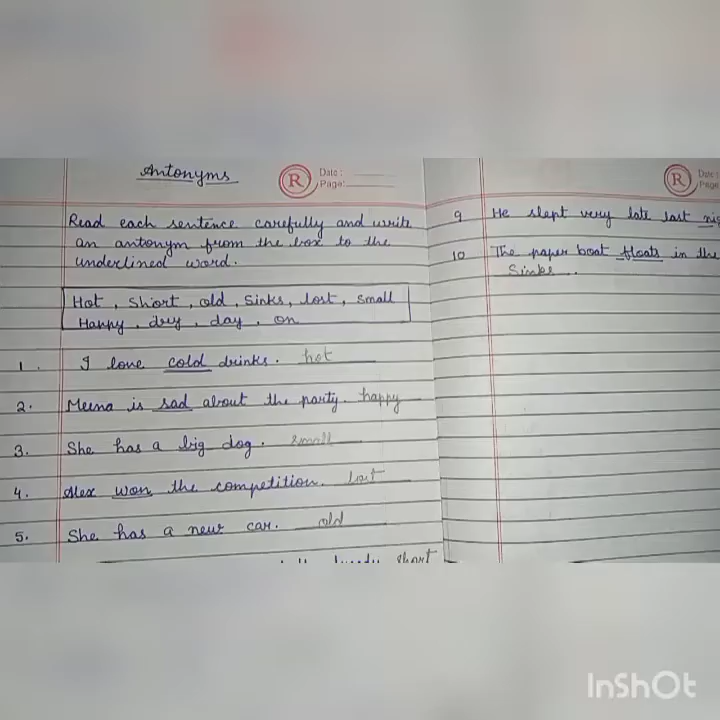 Antonyms
R
Date :
Page:
Read each sentence carefully and write
an antonym from the box to the
underlined word.
Hot , Short , old , Sinks , lost , small
Happy , dry , day , on
1. I love cold drinks. hot
2. Meena is sad about the party. happy
3. She has a big dog. small
4. Alex won the competition. Lost
5. She has a new car. old
short
R
Date :
Page
9 He slept very late last
10 The paper boat floats in the
Sinks
InShOt